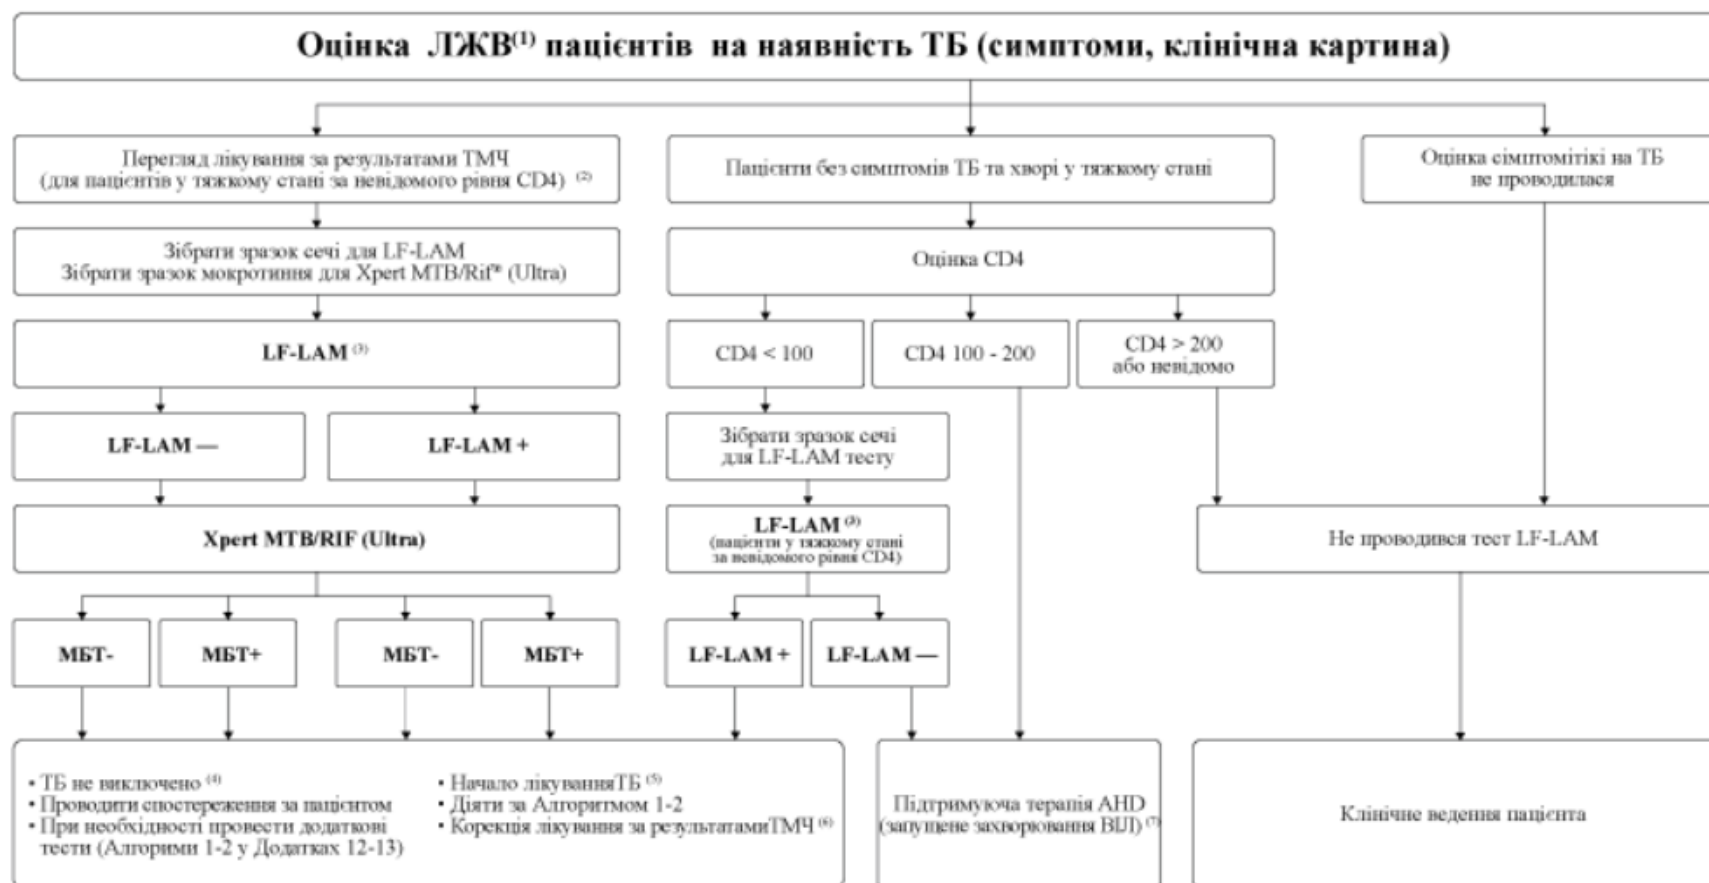 Оцінка ЛЖВ(1) пацієнтів на наявність ТБ (симптоми, клінічна картина)
Перегляд лікування за результатами ТМЧ
(для пацієнтів у тяжкому стані за невідомого рівня CD4) (2)
Пацієнти без симптомів ТБ та хворі у тяжкому стані
Оцінка сімптомітікі на ТБ
не проводилася
Зібрати зразок сечі для LF-LAM
Зібрати зразок мокротиння для Xpert MTB/Rif® (Ultra)
Оцінка CD4
LF-LAM (3)
CD4 < 100
CD4 100 - 200
CD4 > 200
або невідомо
LF-LAM —
LF-LAM +
Зібрати зразок сечі
для LF-LAM тесту
Xpert MTB/RIF (Ultra)
LF-LAM (3)
(пацієнти у тяжкому стані
за невідомого рівня CD4)
Не проводився тест LF-LAM
МБТ-
МБТ+
МБТ-
МБТ+
LF-LAM +
LF-LAM —
• ТБ не виключено (4)
• Проводити спостереження за пацієнтом
• При необхідності провести додаткові
тести (Алгорими 1-2 у Додатках 12-13)
• Начало лікуванняТБ (5)
• Діяти за Алгоритмом 1-2
• Корекція лікування за результатамиТМЧ (6)
Підтримуюча терапія AHD
(запущене захворювання ВІЛ) (7)
Клінічне ведення пацієнта